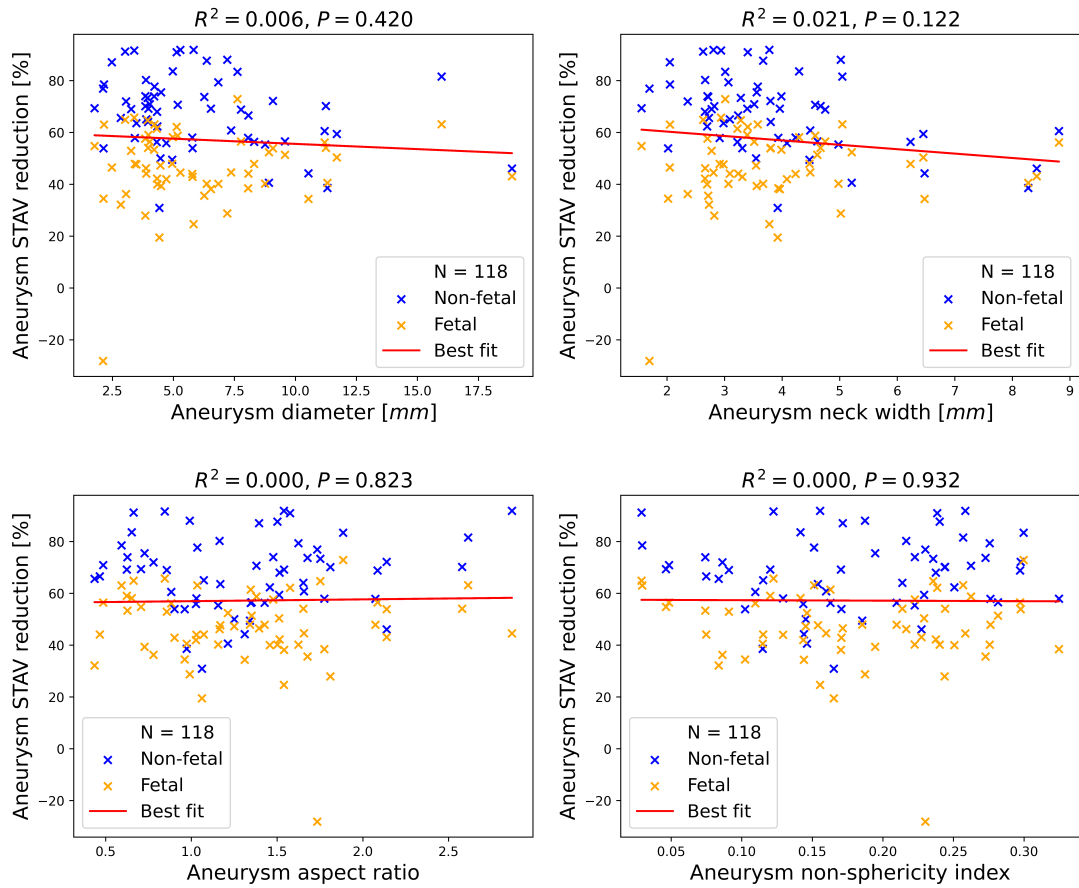 R² = 0.006, P = 0.420
Aneurysm STAV reduction [%]
80
60
40
20
0
−20
N = 118
Non-fetal
Fetal
Best fit
2.5 5.0 7.5 10.0 12.5 15.0 17.5
Aneurysm diameter [mm]
R² = 0.021, P = 0.122
Aneurysm STAV reduction [%]
80
60
40
20
0
−20
N = 118
Non-fetal
Fetal
Best fit
2 3 4 5 6 7 8 9
Aneurysm neck width [mm]
R² = 0.000, P = 0.823
Aneurysm STAV reduction [%]
80
60
40
20
0
−20
N = 118
Non-fetal
Fetal
Best fit
0.5 1.0 1.5 2.0 2.5
Aneurysm aspect ratio
R² = 0.000, P = 0.932
Aneurysm STAV reduction [%]
80
60
40
20
0
−20
N = 118
Non-fetal
Fetal
Best fit
0.05 0.10 0.15 0.20 0.25 0.30
Aneurysm non-sphericity index